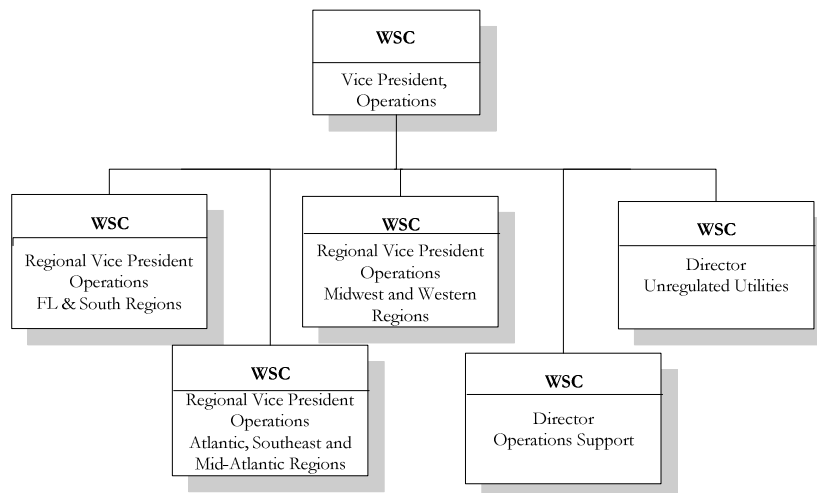 WSC
Vice President,
Operations
WSC
Regional Vice President
Operations
FL & South Regions
WSC
Regional Vice President
Operations
Midwest and Western
Regions
WSC
Director
Unregulated Utilities
WSC
Regional Vice President
Operations
Atlantic, Southeast and
Mid-Atlantic Regions
WSC
Director
Operations Support